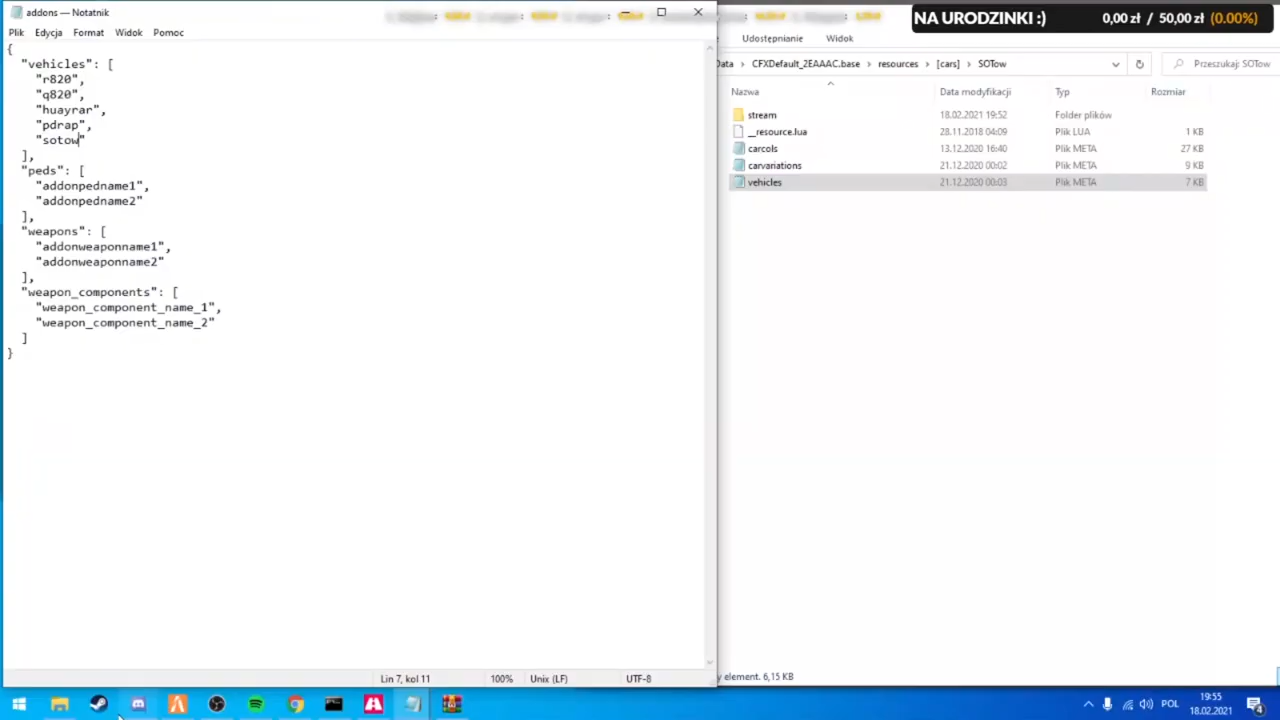 addons — Notatnik
Plik Edycja Format Widok Pomoc
{
"vehicles": [
"r820",
"q820",
"huayrar",
"pdrap",
"sotow"
],
"peds": [
"addonpedname1",
"addonpedname2"
],
"weapons": [
"addonweaponname1",
"addonweaponname2"
],
"weapon_components": [
"weapon_component_name_1",
"weapon_component_name_2"
]
}
Lin 7, kol 11 100% Unix (LF) UTF-8
NA URODZINKI :) 0,00 zł / 50,00 zł (0.00%)
Udostępnianie Widok
Data > CFXDefault_2EAAAC.base > resources > [cars] > SOTow
Przeszukaj: SOTow
Nazwa Data modyfikacji Typ Rozmiar
stream 18.02.2021 19:52 Folder plików
__resource.lua 28.11.2018 04:09 Plik LUA 1 KB
carcols 13.12.2020 16:40 Plik META 27 KB
carvariations 21.12.2020 00:02 Plik META 9 KB
vehicles 21.12.2020 00:03 Plik META 7 KB
y element. 6,15 KB
POL 19:55
18.02.2021
4